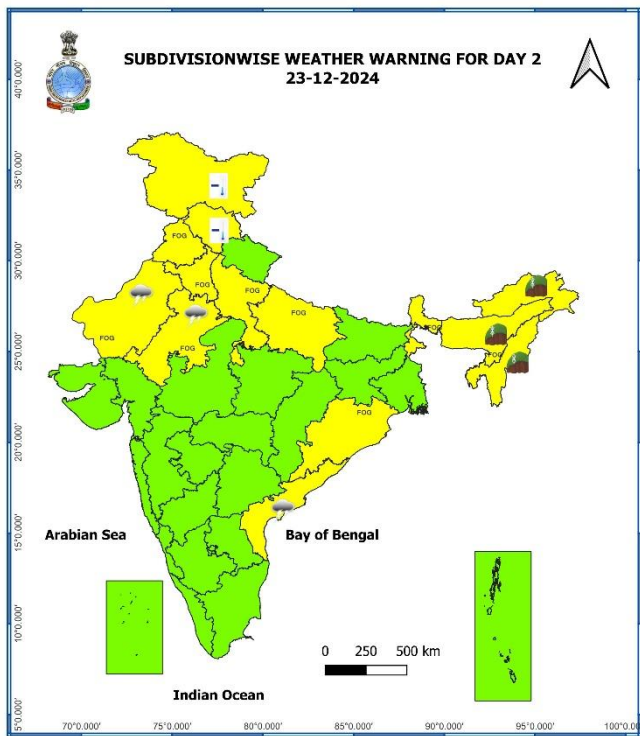 SUBDIVISIONWISE WEATHER WARNING FOR DAY 2
23-12-2024
40°0.000'
35°0.000'
30°0.000'
25°0.000'
20°0.000'
15°0.000'
10°0.000'
5°0.000'
FOG
FOG
FOG
FOG
FOG
FOG
FOG
FOG
FOG
Arabian Sea
Bay of Bengal
0 250 500 km
Indian Ocean
70°0.000' 75°0.000' 80°0.000' 85°0.000' 90°0.000' 95°0.000'